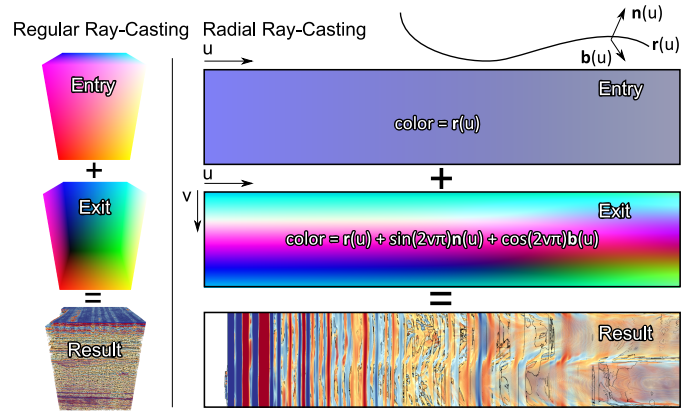 Regular Ray-Casting
Entry
+
Exit
=
Result
Radial Ray-Casting
n(u)
r(u)
b(u)
u
Entry
color = r(u)
+
u
v
Exit
color = r(u) + sin(2vπ)n(u) + cos(2vπ)b(u)
=
Result